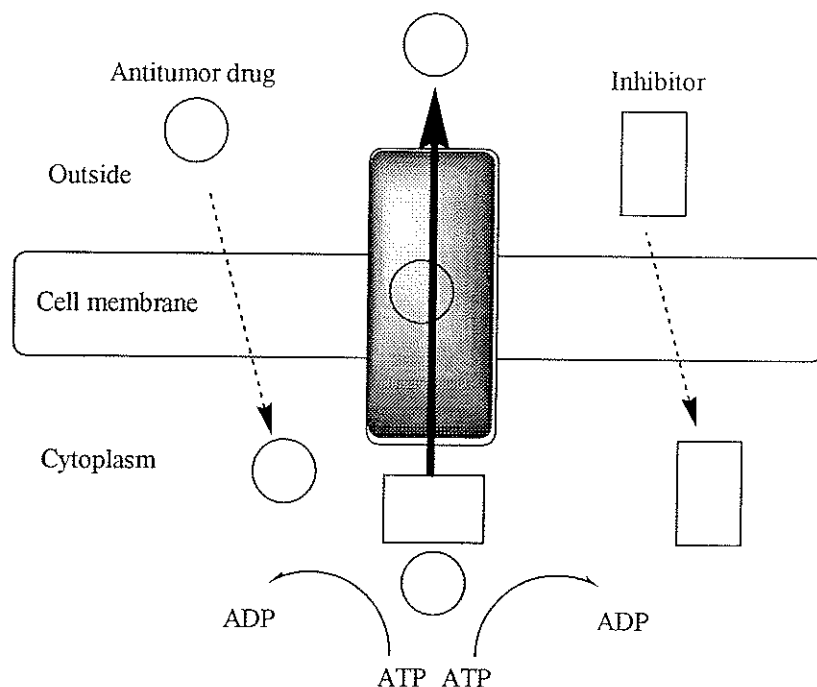 Antitumor drug
Inhibitor
Outside
Cell membrane
Cytoplasm
ADP
ADP
ATP ATP